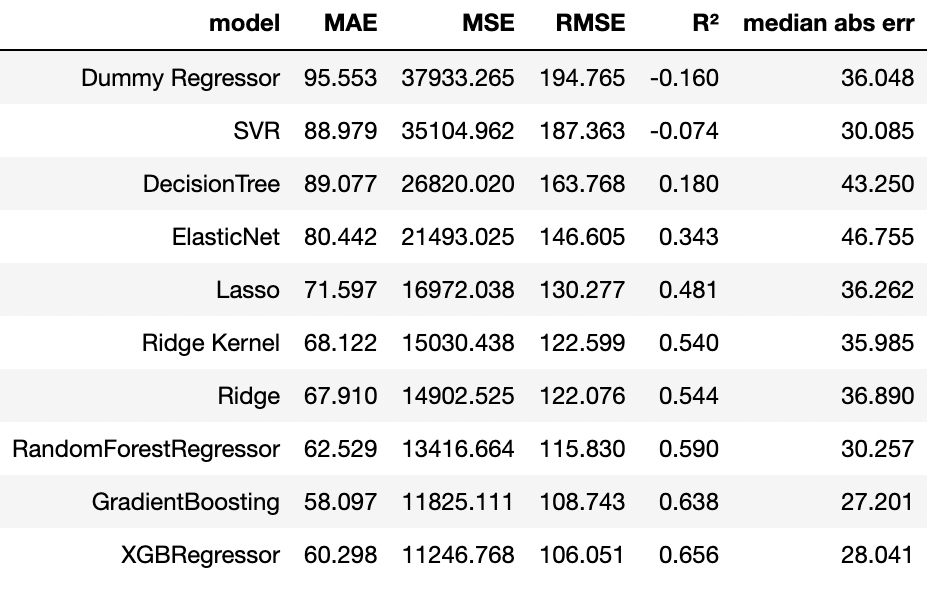 model MAE MSE RMSE R² median abs err
Dummy Regressor 95.553 37933.265 194.765 -0.160 36.048
SVR 88.979 35104.962 187.363 -0.074 30.085
DecisionTree 89.077 26820.020 163.768 0.180 43.250
ElasticNet 80.442 21493.025 146.605 0.343 46.755
Lasso 71.597 16972.038 130.277 0.481 36.262
Ridge Kernel 68.122 15030.438 122.599 0.540 35.985
Ridge 67.910 14902.525 122.076 0.544 36.890
RandomForestRegressor 62.529 13416.664 115.830 0.590 30.257
GradientBoosting 58.097 11825.111 108.743 0.638 27.201
XGBRegressor 60.298 11246.768 106.051 0.656 28.041